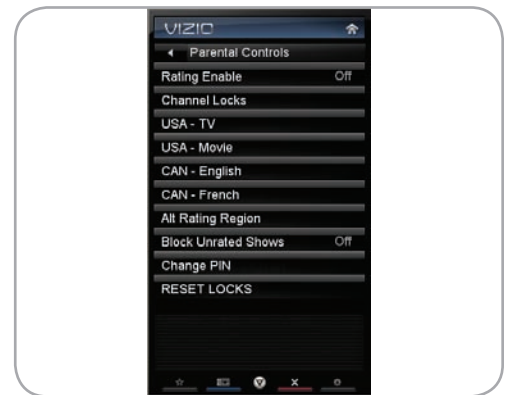 VIZIO
Parental Controls
Rating Enable Off
Channel Locks
USA - TV
USA - Movie
CAN - English
CAN - French
Alt Rating Region
Block Unrated Shows Off
Change PIN
RESET LOCKS